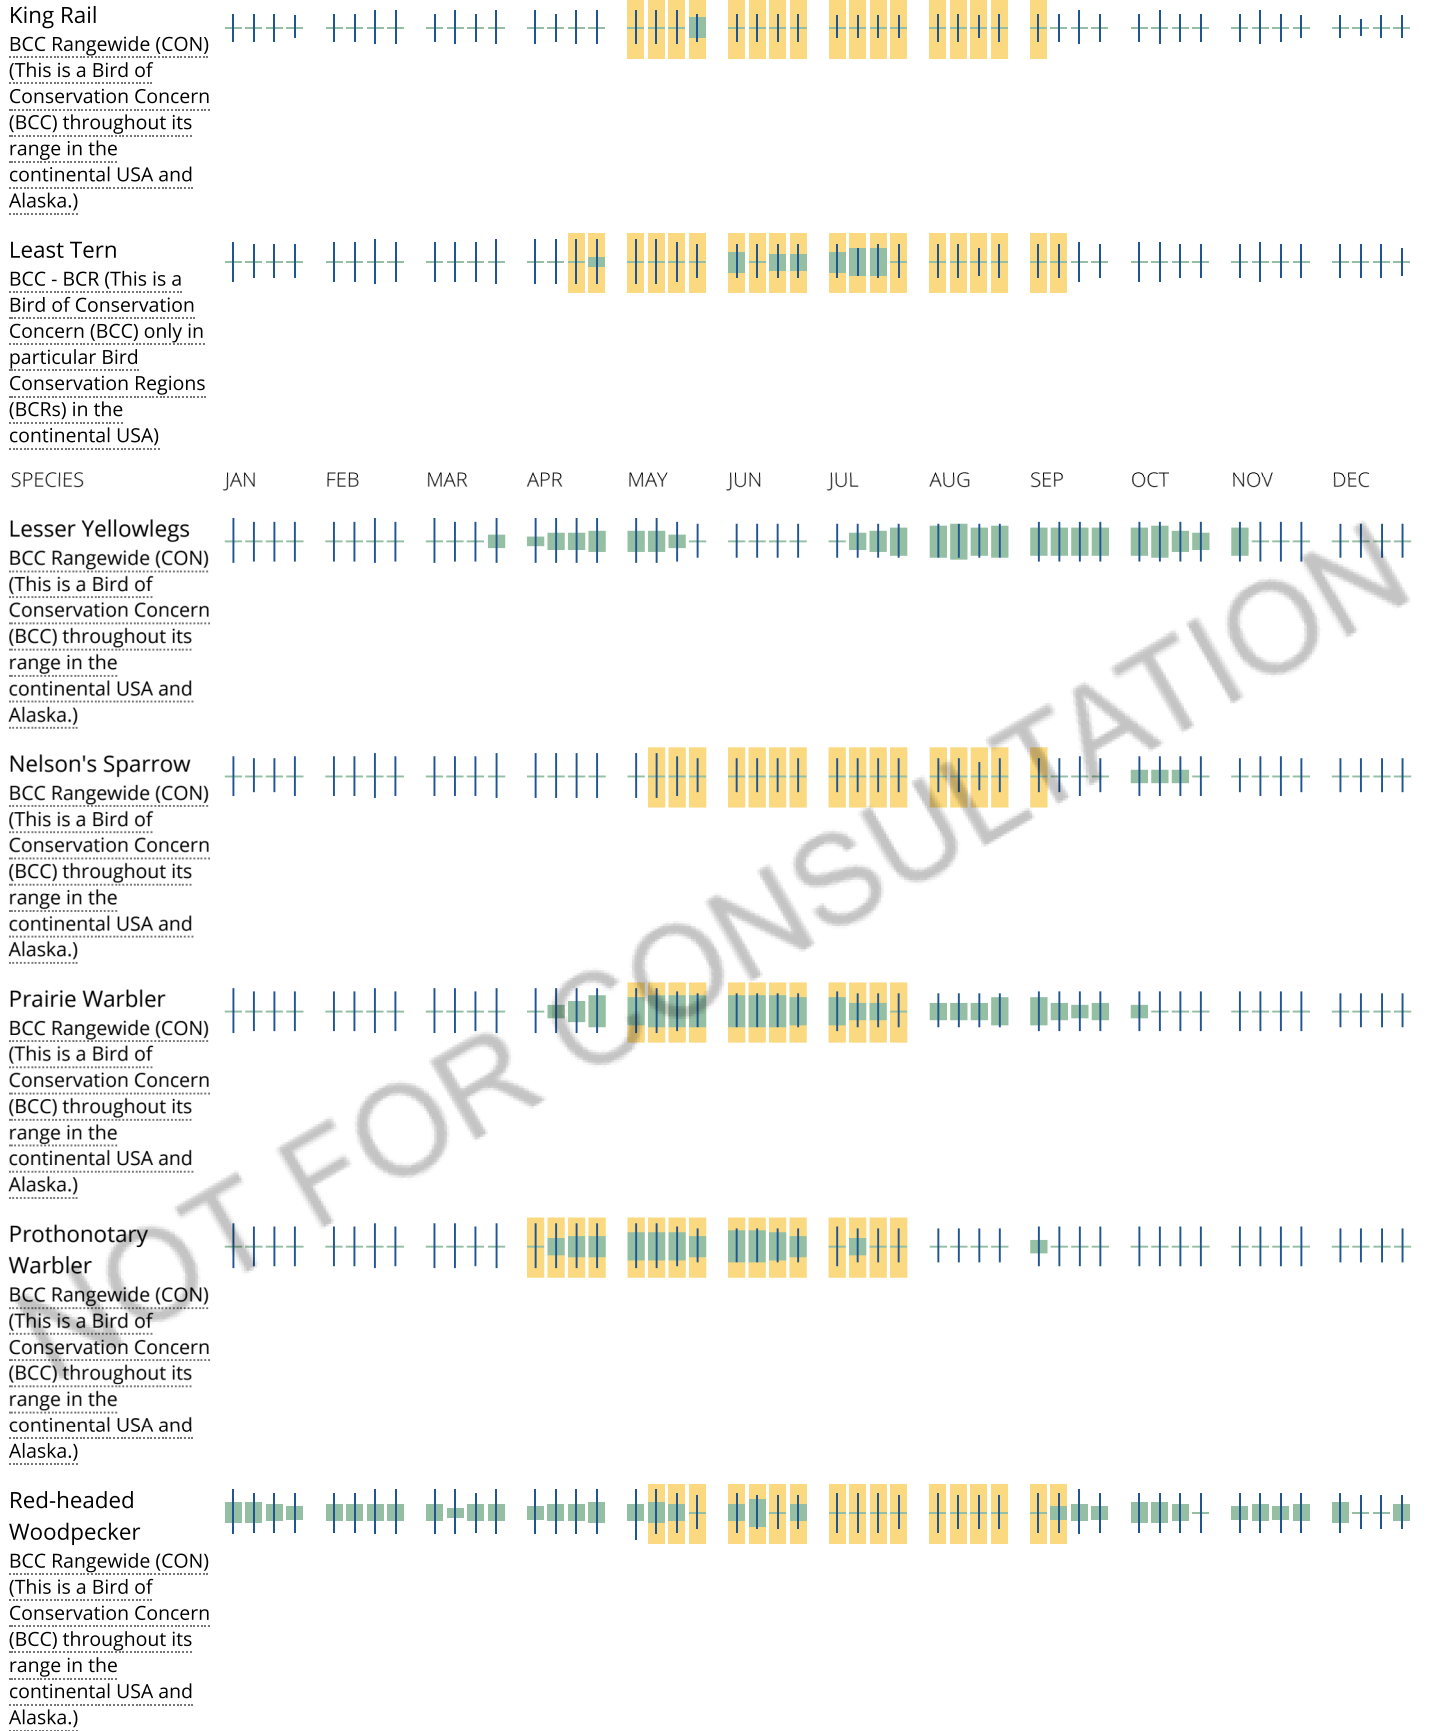 King Rail
BCC Rangewide (CON)
(This is a Bird of
Conservation Concern
(BCC) throughout its
range in the
continental USA and
Alaska.)
Least Tern
BCC - BCR (This is a
Bird of Conservation
Concern (BCC) only in
particular Bird
Conservation Regions
(BCRs) in the
continental USA)
SPECIES JAN FEB MAR APR MAY JUN JUL AUG SEP OCT NOV DEC
Lesser Yellowlegs
BCC Rangewide (CON)
(This is a Bird of
Conservation Concern
(BCC) throughout its
range in the
continental USA and
Alaska.)
Nelson's Sparrow
BCC Rangewide (CON)
(This is a Bird of
Conservation Concern
(BCC) throughout its
range in the
continental USA and
Alaska.)
Prairie Warbler
BCC Rangewide (CON)
(This is a Bird of
Conservation Concern
(BCC) throughout its
range in the
continental USA and
Alaska.)
Prothonotary
Warbler
BCC Rangewide (CON)
(This is a Bird of
Conservation Concern
(BCC) throughout its
range in the
continental USA and
Alaska.)
Red-headed
Woodpecker
BCC Rangewide (CON)
(This is a Bird of
Conservation Concern
(BCC) throughout its
range in the
continental USA and
Alaska.)
NOT FOR CONSULTATION